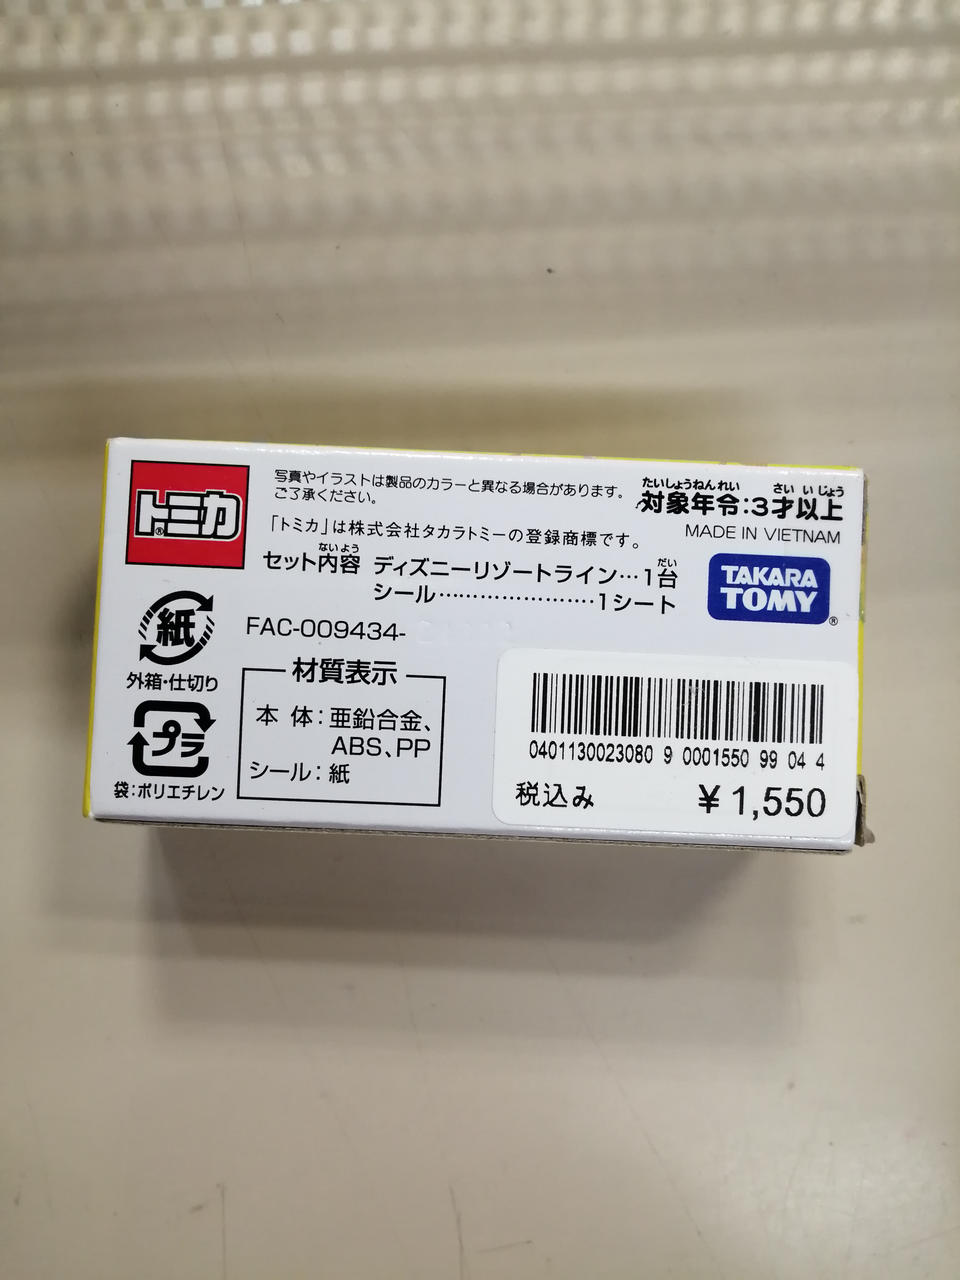 トミカ®
写真やイラストは製品のカラーと異なる場合があります。
ご了承ください。
「トミカ」は株式会社タカラトミーの登録商標です。
たいしょうねんれい さい いじょう
対象年令:3才以上
MADE IN VIETNAM
ないよう
セット内容 ディズニーリゾートライン…1台
だい
シール…………………1シート
TAKARA
TOMY®
FAC-009434-
紙
外箱・仕切り
プラ
袋:ポリエチレン
材質表示
本体:亜鉛合金、
ABS、PP
シール:紙
0401130023080 9 0001550 99 04 4
税込み ¥1,550